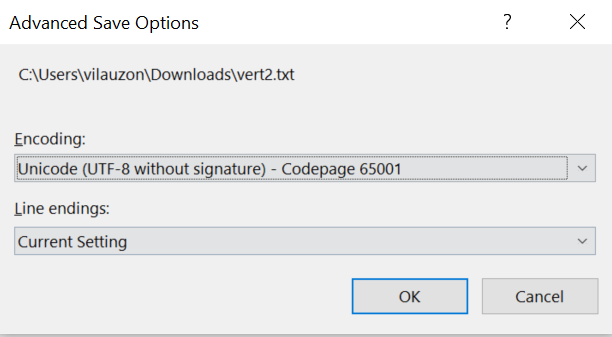 Advanced Save Options
C:\Users\vilauzon\Downloads\vert2.txt
Encoding:
Unicode (UTF-8 without signature) - Codepage 65001
Line endings:
Current Setting
OK Cancel